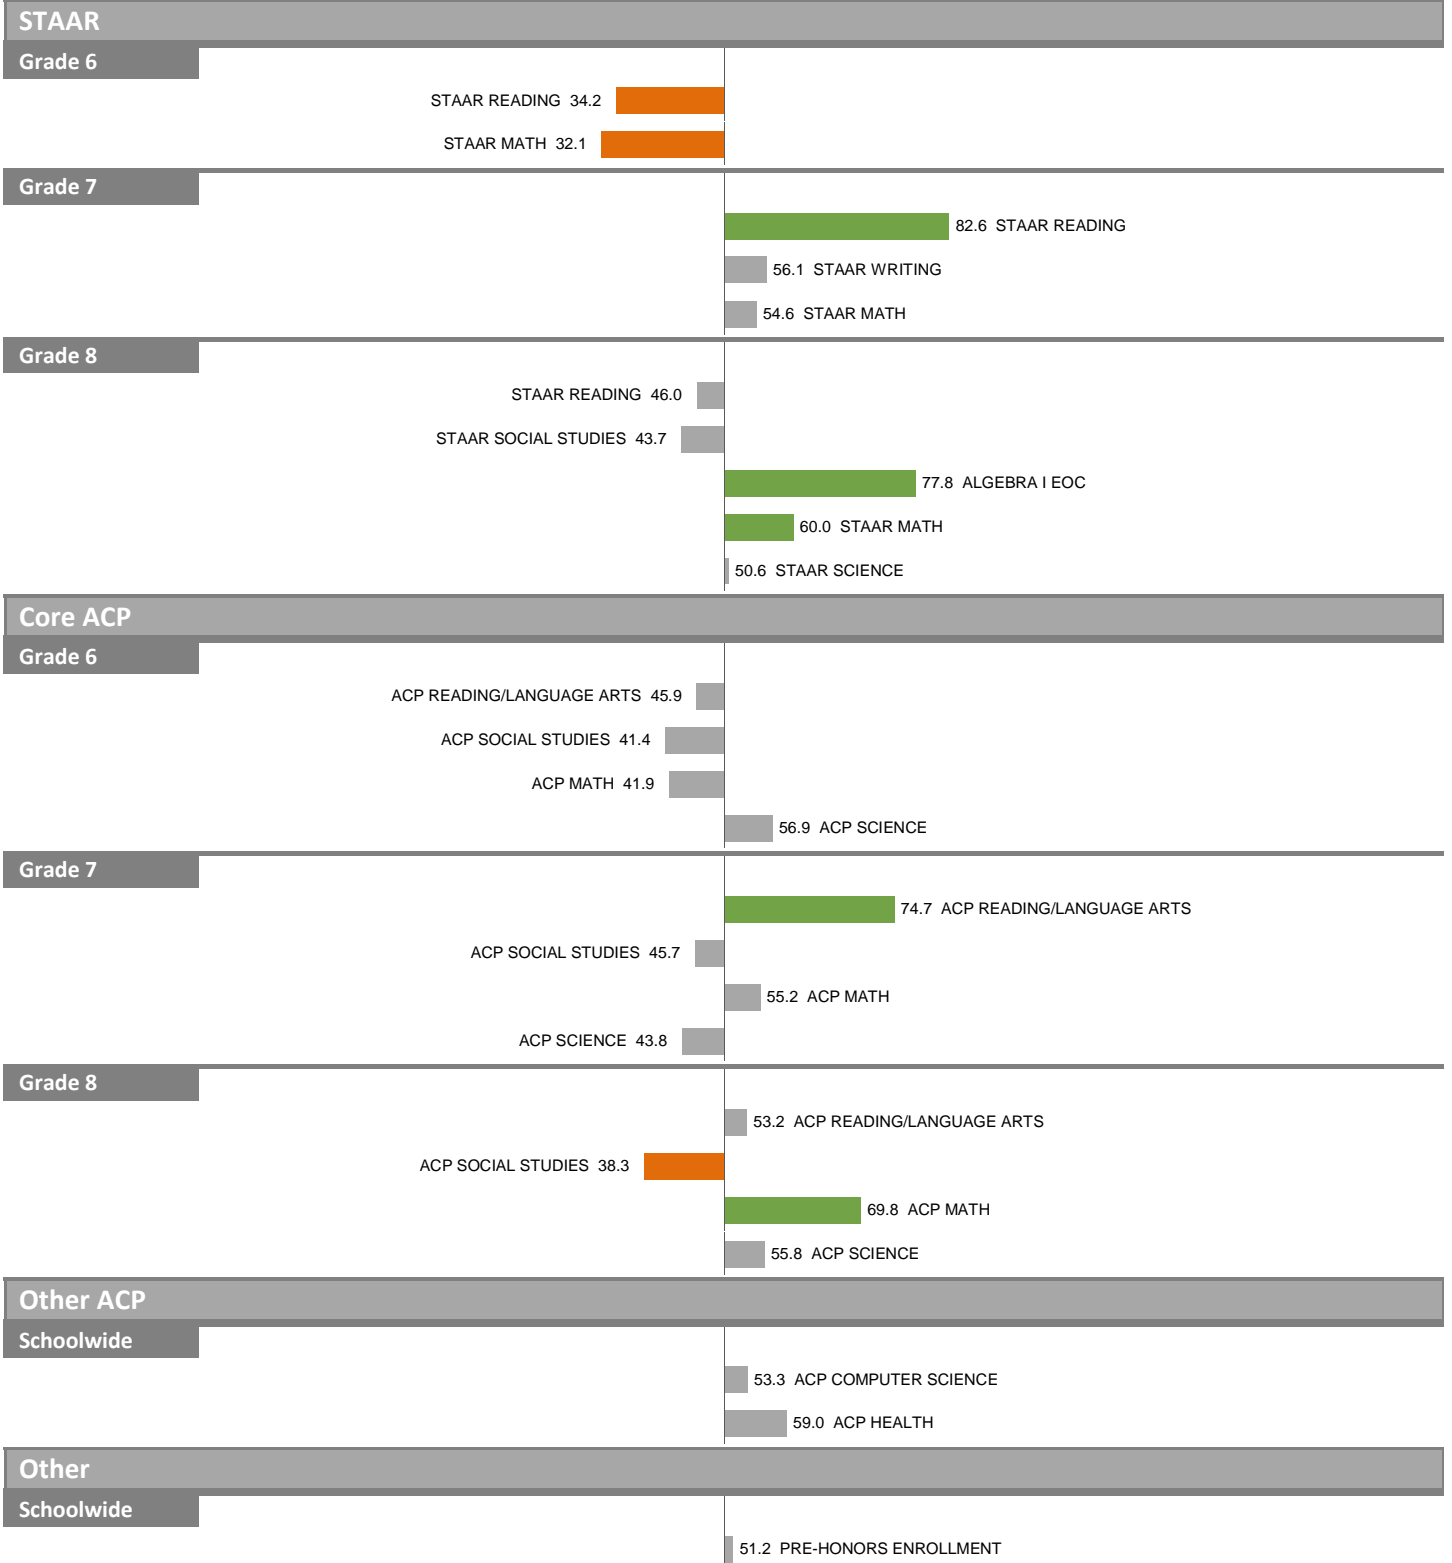 STAAR
Grade 6
STAAR READING 34.2
STAAR MATH 32.1
Grade 7
82.6 STAAR READING
56.1 STAAR WRITING
54.6 STAAR MATH
Grade 8
STAAR READING 46.0
STAAR SOCIAL STUDIES 43.7
77.8 ALGEBRA I EOC
60.0 STAAR MATH
50.6 STAAR SCIENCE
Core ACP
Grade 6
ACP READING/LANGUAGE ARTS 45.9
ACP SOCIAL STUDIES 41.4
ACP MATH 41.9
56.9 ACP SCIENCE
Grade 7
74.7 ACP READING/LANGUAGE ARTS
ACP SOCIAL STUDIES 45.7
55.2 ACP MATH
ACP SCIENCE 43.8
Grade 8
53.2 ACP READING/LANGUAGE ARTS
ACP SOCIAL STUDIES 38.3
69.8 ACP MATH
55.8 ACP SCIENCE
Other ACP
Schoolwide
53.3 ACP COMPUTER SCIENCE
59.0 ACP HEALTH
Other
Schoolwide
51.2 PRE-HONORS ENROLLMENT